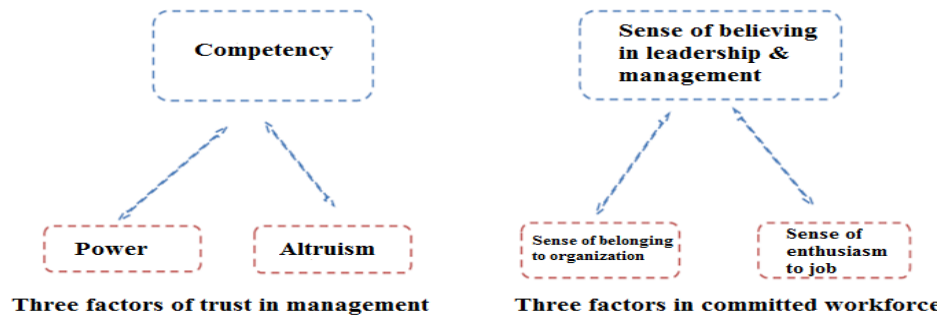 Competency
Sense of believing
in leadership &
management
Power
Altruism
Sense of belonging
to organization
Sense of
enthusiasm
to job
Three factors of trust in management
Three factors in committed workforce